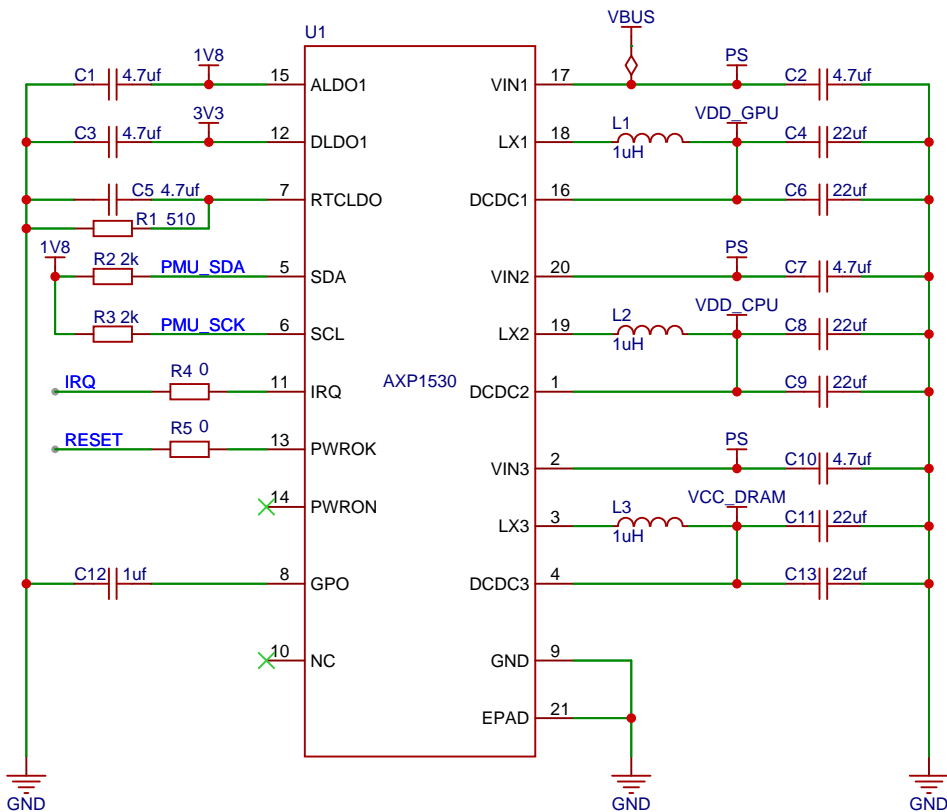 VBUS
U1
1V8 PS
C1 4.7uf 15 ALDO1 VIN1 17 C2 4.7uf
3V3 L1 VDD_GPU
C3 4.7uf 12 DLDO1 LX1 18 1uH C4 22uf
C5 4.7uf 7 RTCLDO DCDC1 16 C6 22uf
R1 510
1V8 PS
R2 2k PMU_SDA 5 SDA VIN2 20 C7 4.7uf
L2 VDD_CPU
R3 2k PMU_SCK 6 SCL LX2 19 1uH C8 22uf
IRQ R4 0 11 IRQ AXP1530 DCDC2 1 C9 22uf
RESET R5 0 13 PWROK PS
VIN3 2 C10 4.7uf
14 PWRON L3 VCC_DRAM
LX3 3 1uH C11 22uf
C12 1uf 8 GPO DCDC3 4 C13 22uf
10 NC GND 9
EPAD 21
GND GND GND